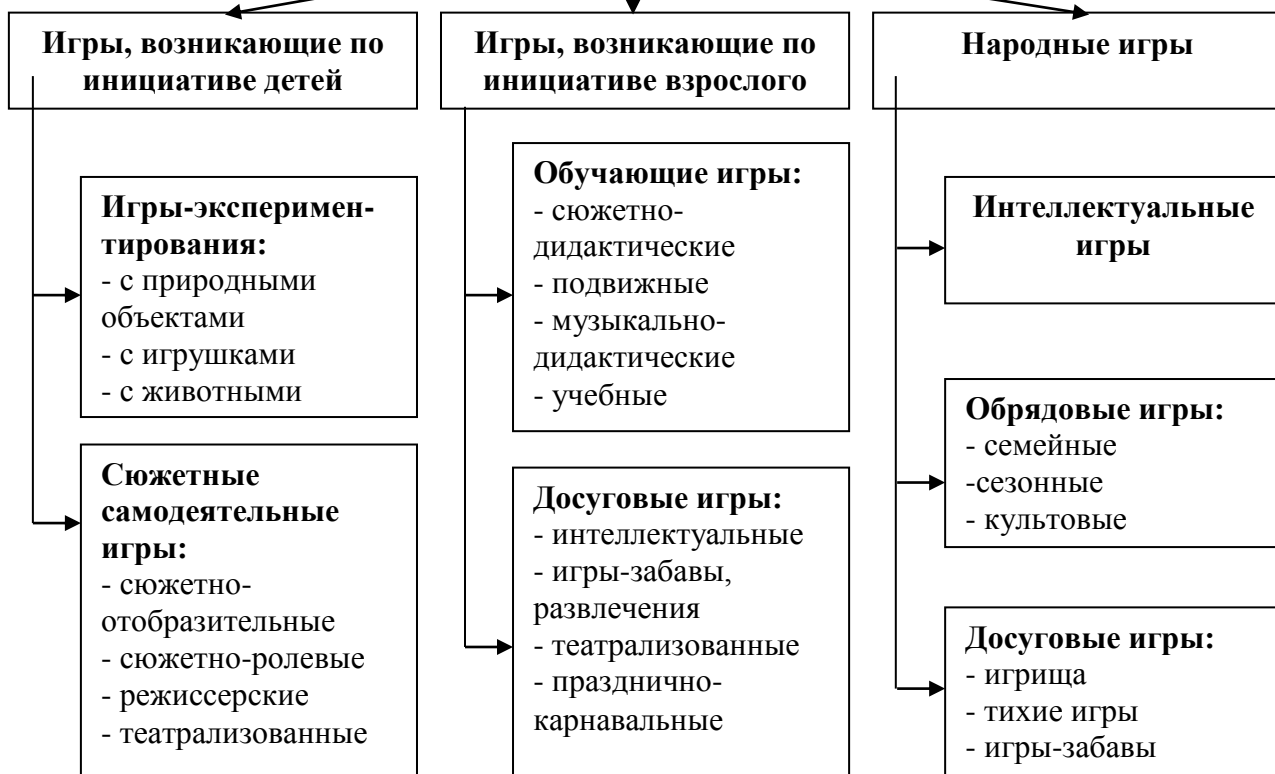 Игры, возникающие по
инициативе детей
Игры-эксперимен-
тирования:
- с природными
объектами
- с игрушками
- с животными
Сюжетные
самодеятельные
игры:
- сюжетно-
отобразительные
- сюжетно-ролевые
- режиссерские
- театрализованные
Игры, возникающие по
инициативе взрослого
Обучающие игры:
- сюжетно-
дидактические
- подвижные
- музыкально-
дидактические
- учебные
Досуговые игры:
- интеллектуальные
- игры-забавы,
развлечения
- театрализованные
- празднично-
карнавальные
Народные игры
Интеллектуальные
игры
Обрядовые игры:
- семейные
-сезонные
- культовые
Досуговые игры:
- игрища
- тихие игры
- игры-забавы